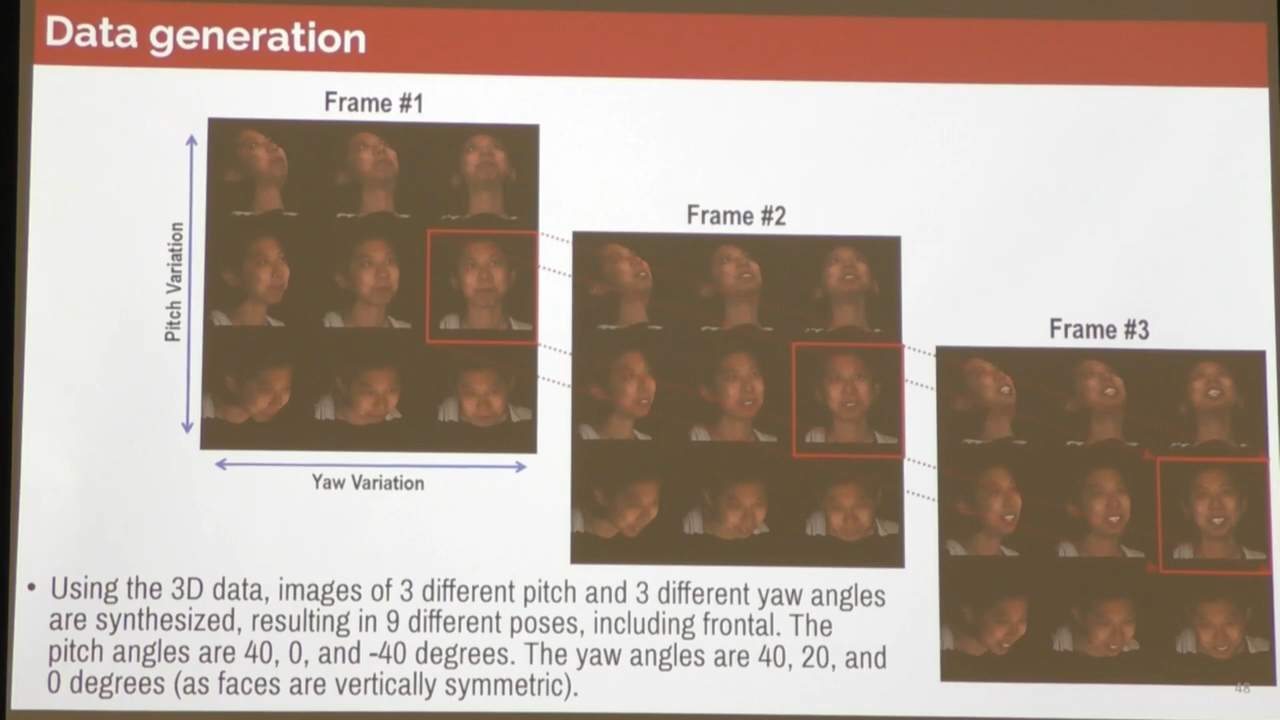 Data generation
Frame #1
Frame #2
Frame #3
Pitch Variation
Yaw Variation
• Using the 3D data, images of 3 different pitch and 3 different yaw angles
are synthesized, resulting in 9 different poses, including frontal. The
pitch angles are 40, 0, and -40 degrees. The yaw angles are 40, 20, and
0 degrees (as faces are vertically symmetric).
48